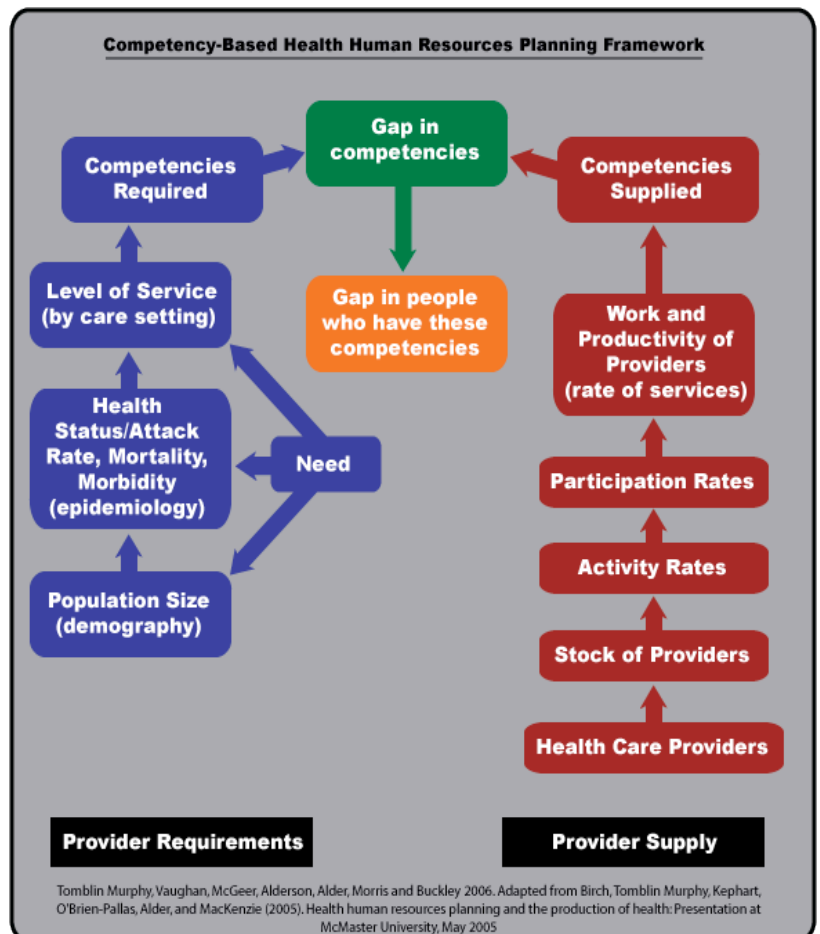 Competency-Based Health Human Resources Planning Framework
Gap in
competencies
Competencies
Required
Competencies
Supplied
Level of Service
(by care setting)
Gap in people
who have these
competencies
Work and
Productivity of
Providers
(rate of services)
Health
Status/Attack
Rate, Mortality,
Morbidity
(epidemiology)
Need
Participation Rates
Activity Rates
Population Size
(demography)
Stock of Providers
Health Care Providers
Provider Requirements
Provider Supply
Tomblin Murphy, Vaughan, McGeer, Alderson, Alder, Morris and Buckley 2006. Adapted from Birch, Tomblin Murphy, Kephart,
O'Brien-Pallas, Alder, and MacKenzie (2005). Health human resources planning and the production of health: Presentation at
McMaster University, May 2005